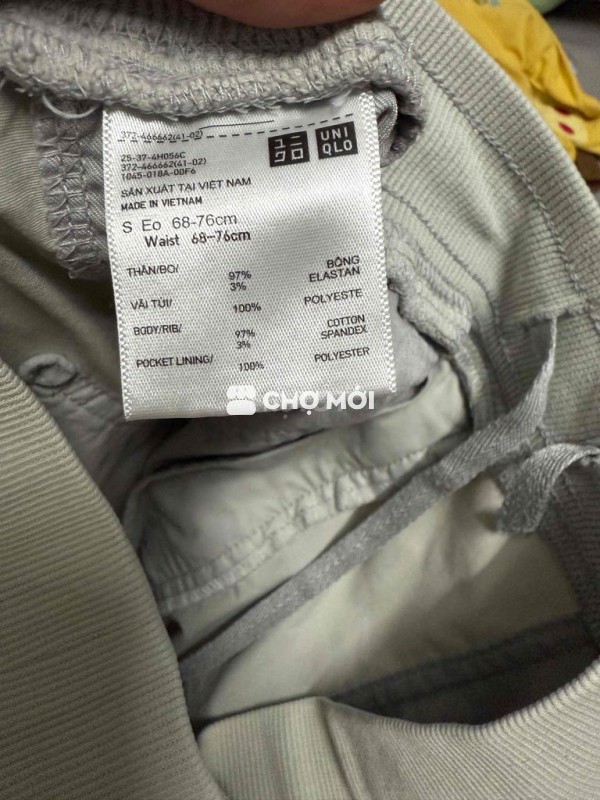 372-466662(41-02)
ユニ
クロ
UNI
QLO
25-37-4H056C
372-466662(41-02)
1045-018A-00F6
SẢN XUẤT TẠI VIỆT NAM
MADE IN VIETNAM
S Eo 68-76cm
Waist 68-76cm
THÂN/BO/ 97% BÔNG
3% ELASTAN
VẢI TÚI/ 100% POLYESTE
BODY/RIB/ 97% COTTON
3% SPANDEX
POCKET LINING/ 100% POLYESTER
CHỢ MỚI